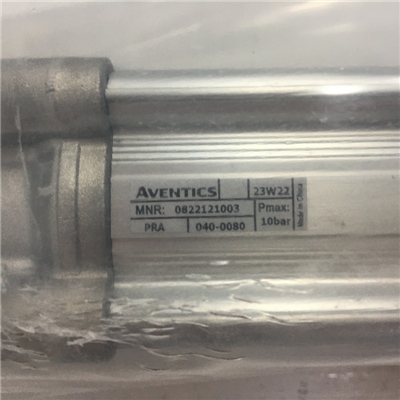 AVENTICS 23W22
MNR: 0822121003 Pmax:
PRA 040-0080 10bar
Made in China